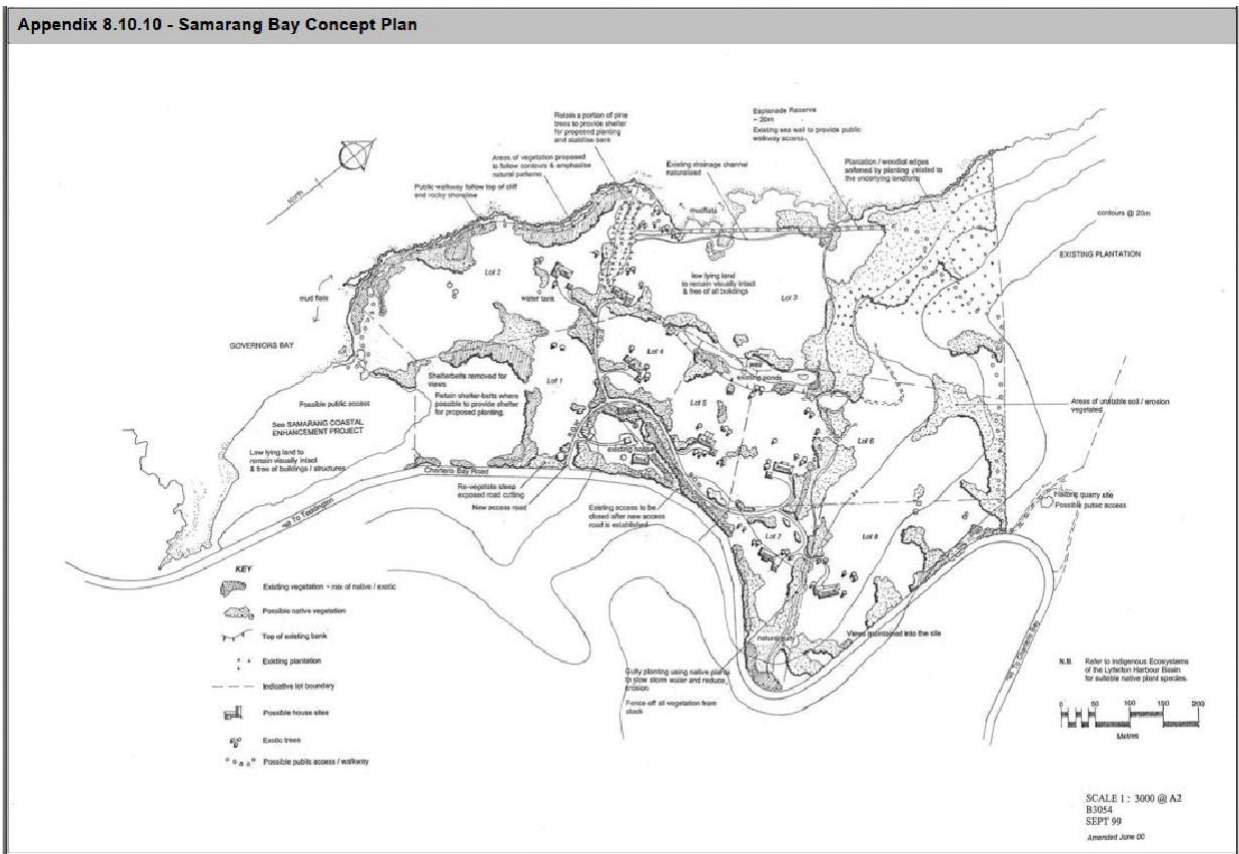 Appendix 8.10.10 - Samarang Bay Concept Plan
Retain a portion of pine
trees to provide shelter
for proposed planting
and stabilise bank
Esplanade Reserve
- 20m
Existing sea wall to provide public
walkway access
Areas of vegetation proposed
to follow contours & emphasise
natural patterns
Existing drainage channel
naturalised
Plantation / woodlot edges
softened by planting related to
the underlying landform
Public walkway follow top of cliff
and rocky shoreline
north
mudflats
contours @ 20m
EXISTING PLANTATION
Lot 2
water tank
low lying land
to remain visually intact
& free of all buildings
Lot 3
mud flats
GOVERNORS BAY
Lot 4
existing ponds
Shelterbelts removed for
views
Lot 1
Retain shelter-belts where
possible to provide shelter
for proposed planting.
Lot 5
Areas of unstable soil / erosion
vegetated
Possible public access
See SAMARANG COASTAL
ENHANCEMENT PROJECT
Low lying land to
remain visually intact
& free of buildings / structures
Lot 6
existing house
Charteris Bay Road
Re-vegetate steep
exposed road cutting
New access road
Existing access to be
closed after new access
road is established
Historic quarry site
Possible public access
Lot 7
Lot 8
Views maintained into the site
Gully planting using native plants
to slow storm water and reduce
erosion
Fence off all vegetation from
stock
KEY
Existing vegetation - mix of native / exotic
Possible native vegetation
Top of existing bank
Existing plantation
Indicative lot boundary
Possible house sites
Exotic trees
Possible public access / walkway
N.B. Refer to Indigenous Ecosystems
of the Lyttelton Harbour Basin
for suitable native plant species.
0 50 100 150 200
Metres
SCALE 1 : 3000 @ A2
B3054
SEPT 99
Amended June 00